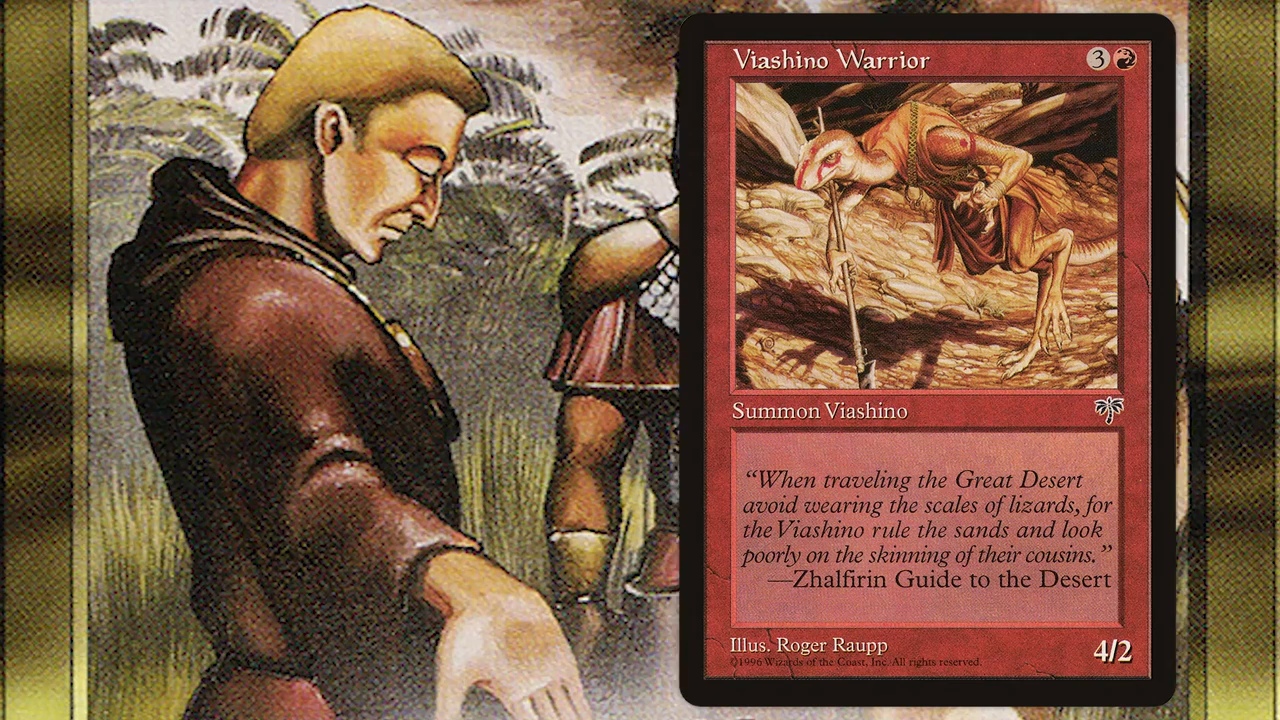 Viashino Warrior
3
Summon Viashino
“When traveling the Great Desert
avoid wearing the scales of lizards, for
the Viashino rule the sands and look
poorly on the skinning of their cousins.”
—Zhalfirin Guide to the Desert
Illus. Roger Raupp
©1996 Wizards of the Coast, Inc. All rights reserved.
4/2